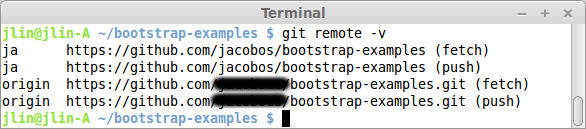 Terminal
jlin@jlin-A ~/bootstrap-examples $ git remote -v
ja      https://github.com/jacobos/bootstrap-examples (fetch)
ja      https://github.com/jacobos/bootstrap-examples (push)
origin  https://github.com/ /bootstrap-examples.git (fetch)
origin  https://github.com/ /bootstrap-examples.git (push)
jlin@jlin-A ~/bootstrap-examples $